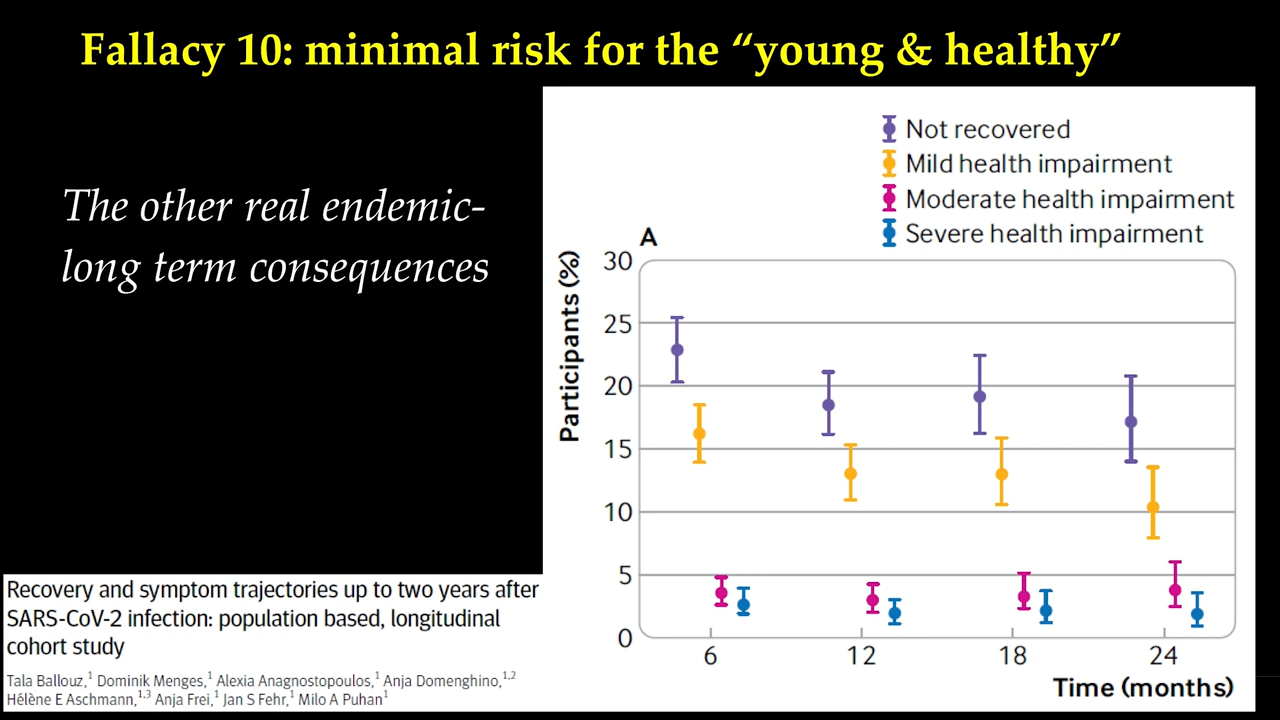 Fallacy 10: minimal risk for the “young & healthy”
The other real endemic-
long term consequences
Not recovered
Mild health impairment
Moderate health impairment
Severe health impairment
A
Participants (%)
30
25
20
15
10
5
0
6 12 18 24
Time (months)
Recovery and symptom trajectories up to two years after
SARS-CoV-2 infection: population based, longitudinal
cohort study
Tala Ballouz,¹ Dominik Menges,¹ Alexia Anagnostopoulos,¹ Anja Domenghino,¹,²
Hélène E Aschmann,¹,³ Anja Frei,¹ Jan S Fehr,¹ Milo A Puhan¹